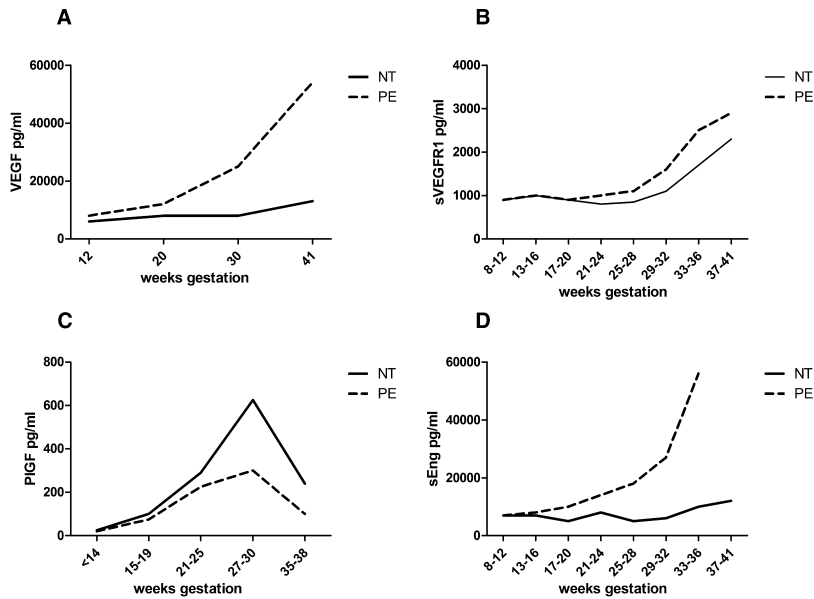 A
VEGF pg/ml
60000
40000
20000
0
12
20
30
41
weeks gestation
NT
PE
B
sVEGFR1 pg/ml
4000
3000
2000
1000
0
8-12
13-16
17-20
21-24
25-28
29-32
33-36
37-41
weeks gestation
NT
PE
C
PlGF pg/ml
800
600
400
200
0
<14
15-19
21-25
27-30
35-38
weeks gestation
NT
PE
D
sEng pg/ml
60000
40000
20000
0
8-12
13-16
17-20
21-24
25-28
29-32
33-36
37-41
weeks gestation
NT
PE